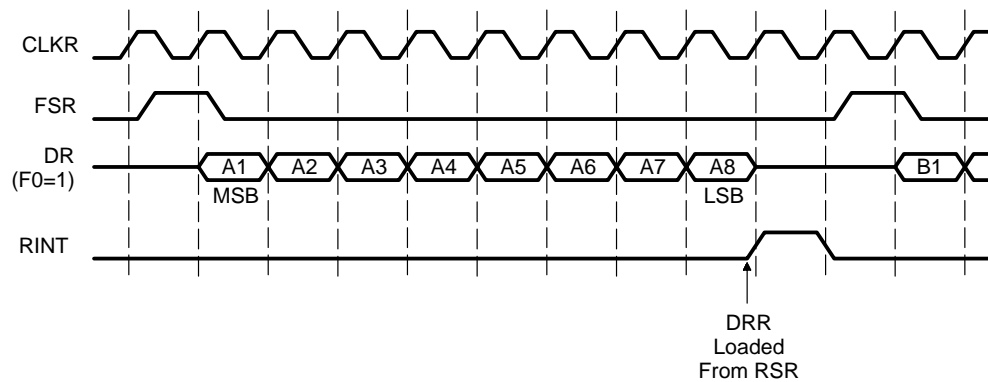 CLKR
FSR
DR
(F0=1)
A1 A2 A3 A4 A5 A6 A7 A8 B1
MSB LSB
RINT
DRR
Loaded
From RSR